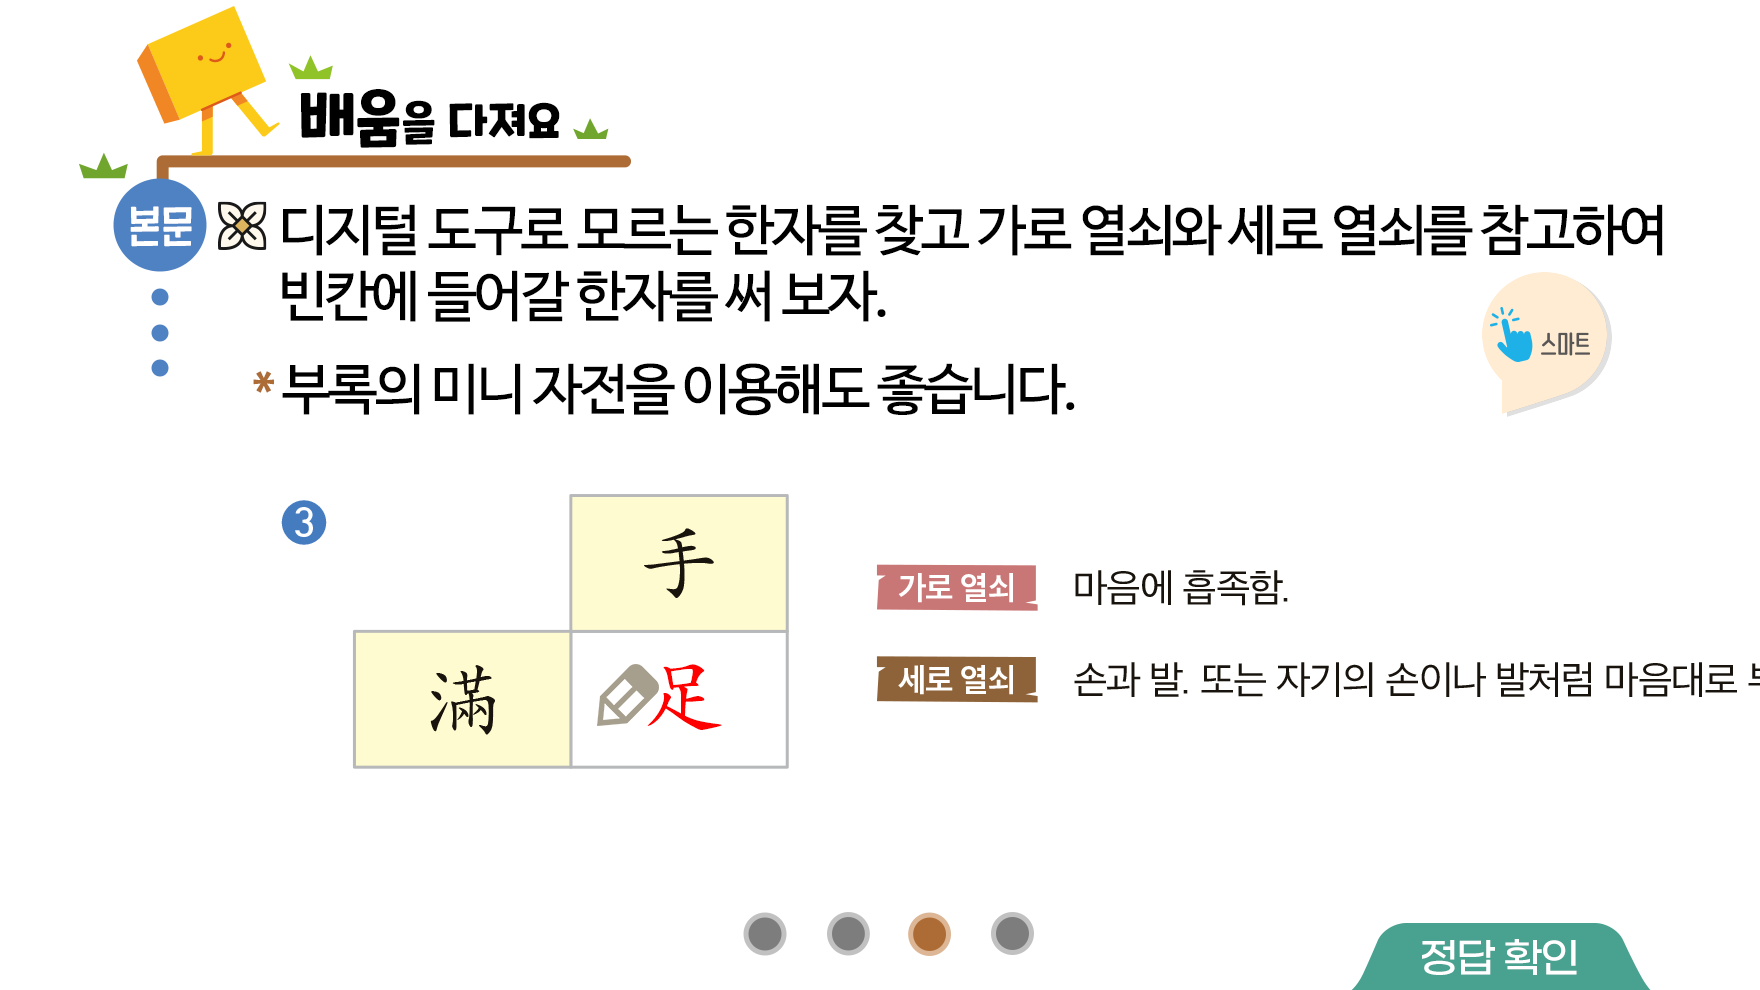 배움을 다져요
본문
디지털 도구로 모르는 한자를 찾고 가로 열쇠와 세로 열쇠를 참고하여
빈칸에 들어갈 한자를 써 보자.
스마트
* 부록의 미니 자전을 이용해도 좋습니다.
3
手
滿 足
가로 열쇠 마음에 흡족함.
세로 열쇠 손과 발. 또는 자기의 손이나 발처럼 마음대로
정답 확인